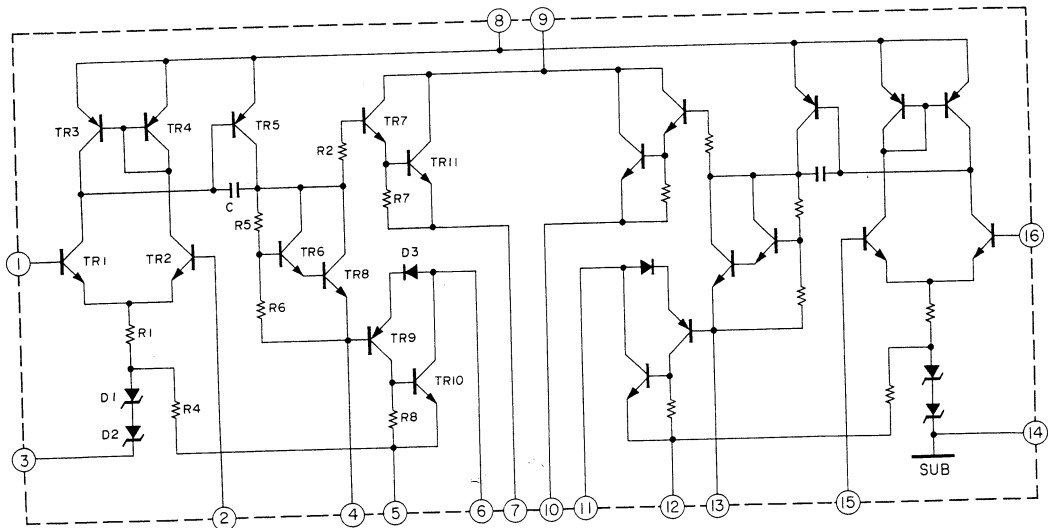 8 9
TR3 TR4 TR5 TR7
R2 TR11
C R7
R5
1 TR1 TR2 TR6 D3 16
TR8
R6
R1 TR9
D1 R4 TR10
D2 R8
3 14
SUB
2 4 5 6 7 10 11 12 13 15